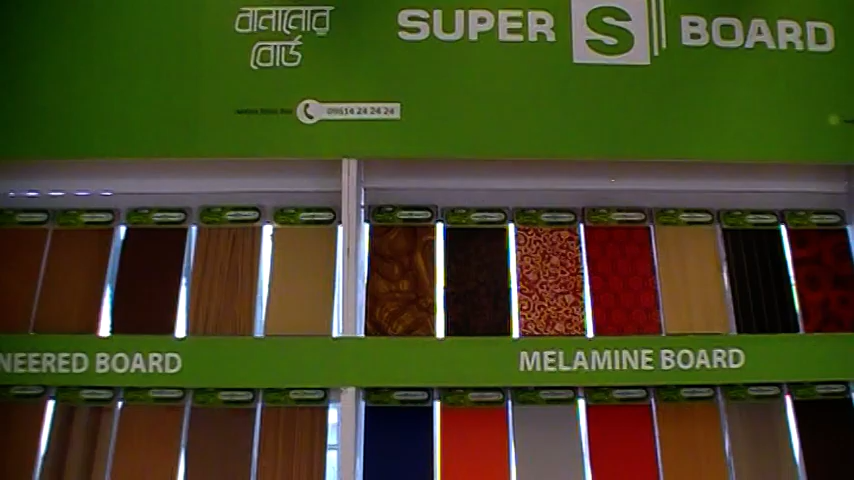 বানানোর
বোর্ড
SUPER S BOARD
09614 24 24 24
NEERED BOARD
MELAMINE BOARD